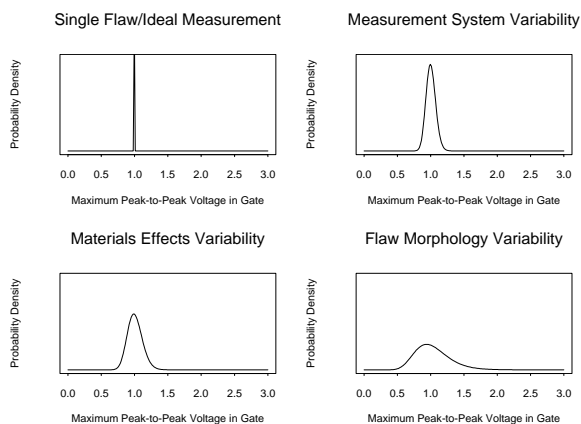 Single Flaw/Ideal Measurement
Probability Density
0.0 0.5 1.0 1.5 2.0 2.5 3.0
Maximum Peak-to-Peak Voltage in Gate
Measurement System Variability
Probability Density
0.0 0.5 1.0 1.5 2.0 2.5 3.0
Maximum Peak-to-Peak Voltage in Gate
Materials Effects Variability
Probability Density
0.0 0.5 1.0 1.5 2.0 2.5 3.0
Maximum Peak-to-Peak Voltage in Gate
Flaw Morphology Variability
Probability Density
0.0 0.5 1.0 1.5 2.0 2.5 3.0
Maximum Peak-to-Peak Voltage in Gate